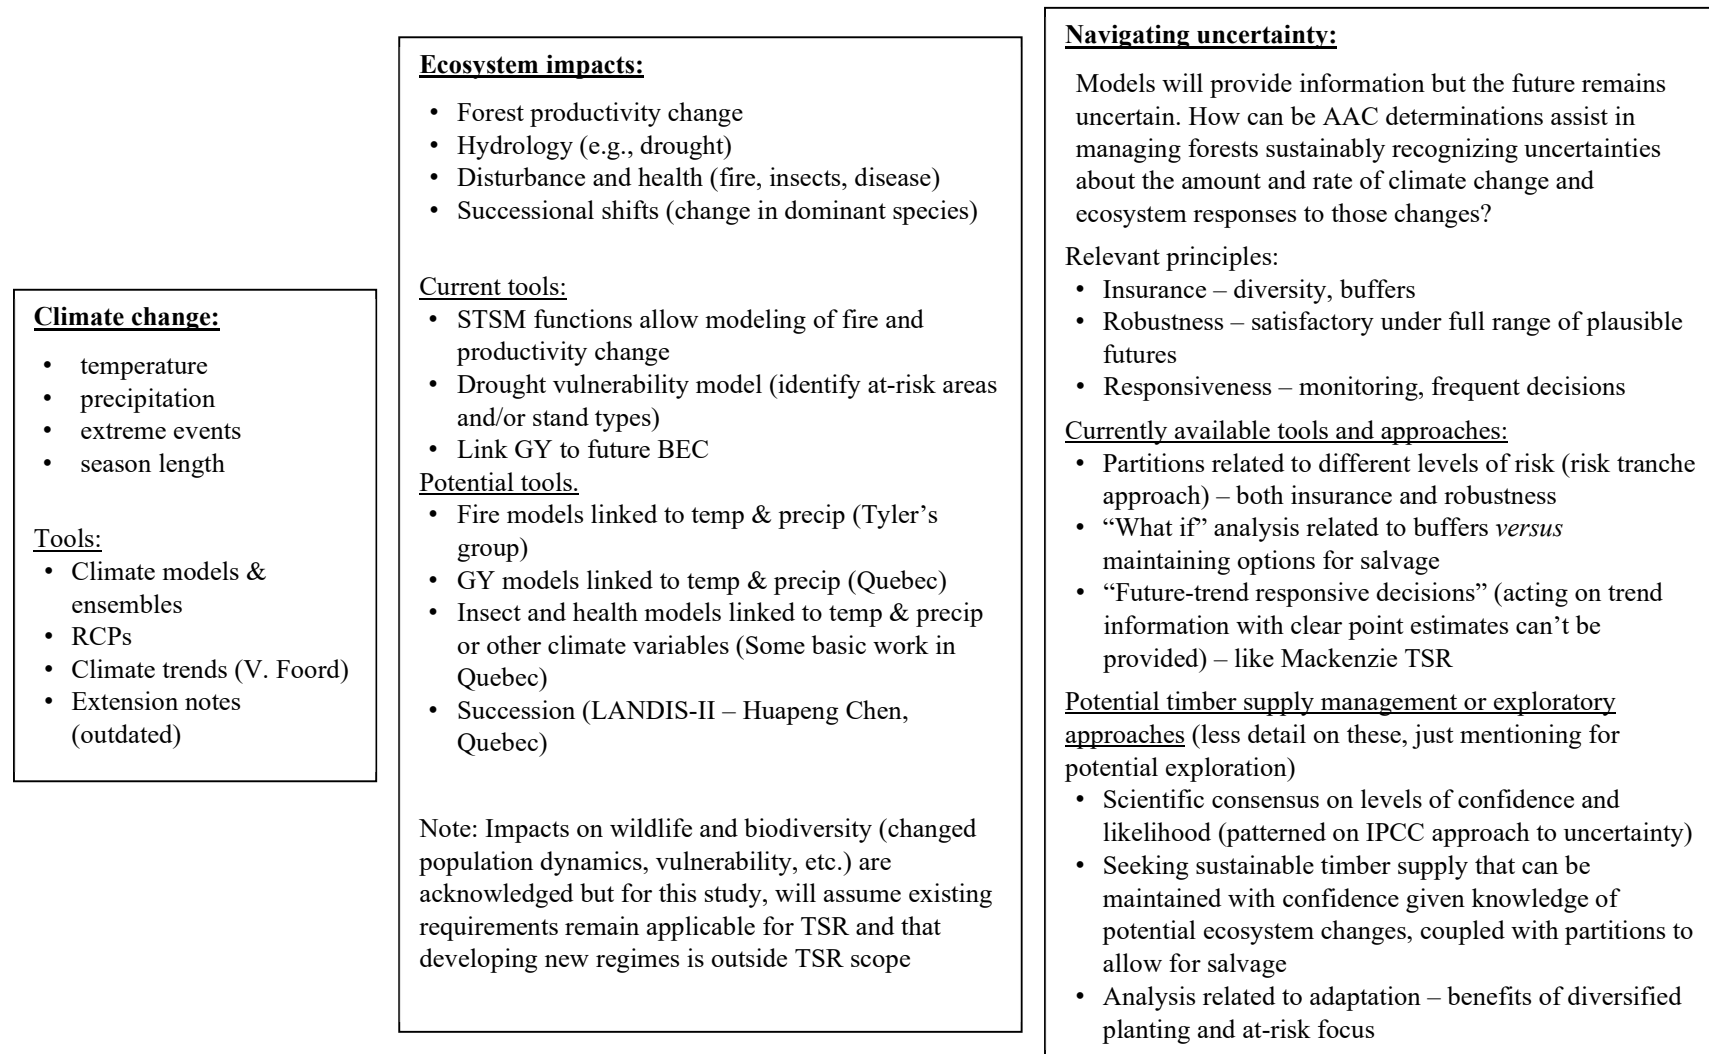 Climate change:
• temperature
• precipitation
• extreme events
• season length
Tools:
• Climate models &
ensembles
• RCPs
• Climate trends (V. Foord)
• Extension notes
(outdated)
Ecosystem impacts:
• Forest productivity change
• Hydrology (e.g., drought)
• Disturbance and health (fire, insects, disease)
• Successional shifts (change in dominant species)
Current tools:
• STSM functions allow modeling of fire and
productivity change
• Drought vulnerability model (identify at-risk areas
and/or stand types)
• Link GY to future BEC
Potential tools.
• Fire models linked to temp & precip (Tyler’s
group)
• GY models linked to temp & precip (Quebec)
• Insect and health models linked to temp & precip
or other climate variables (Some basic work in
Quebec)
• Succession (LANDIS-II – Huapeng Chen,
Quebec)
Note: Impacts on wildlife and biodiversity (changed
population dynamics, vulnerability, etc.) are
acknowledged but for this study, will assume existing
requirements remain applicable for TSR and that
developing new regimes is outside TSR scope
Navigating uncertainty:
Models will provide information but the future remains
uncertain. How can be AAC determinations assist in
managing forests sustainably recognizing uncertainties
about the amount and rate of climate change and
ecosystem responses to those changes?
Relevant principles:
• Insurance – diversity, buffers
• Robustness – satisfactory under full range of plausible
futures
• Responsiveness – monitoring, frequent decisions
Currently available tools and approaches:
• Partitions related to different levels of risk (risk tranche
approach) – both insurance and robustness
• “What if” analysis related to buffers versus
maintaining options for salvage
• “Future-trend responsive decisions” (acting on trend
information with clear point estimates can’t be
provided) – like Mackenzie TSR
Potential timber supply management or exploratory
approaches (less detail on these, just mentioning for
potential exploration)
• Scientific consensus on levels of confidence and
likelihood (patterned on IPCC approach to uncertainty)
• Seeking sustainable timber supply that can be
maintained with confidence given knowledge of
potential ecosystem changes, coupled with partitions to
allow for salvage
• Analysis related to adaptation – benefits of diversified
planting and at-risk focus